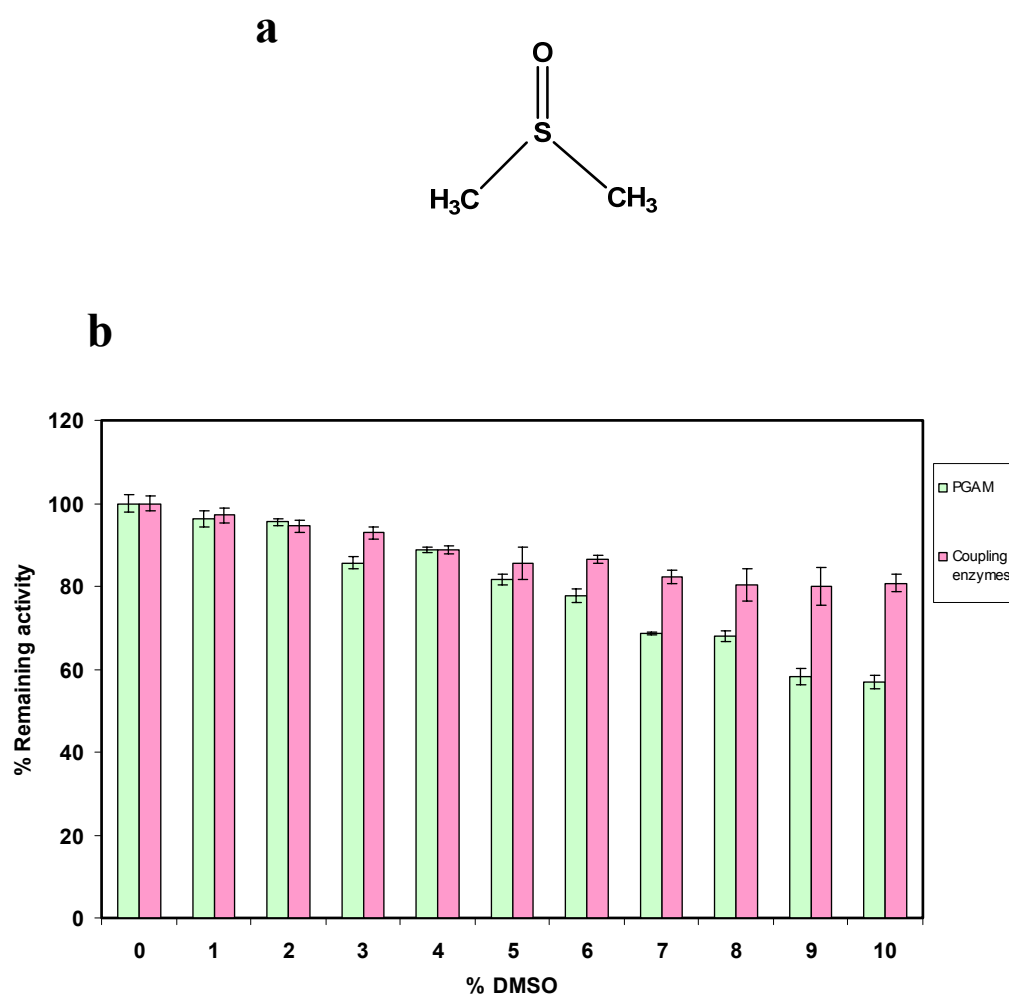 a
O
S
H₃C
CH₃
b
120
100
80
60
40
20
0
% Remaining activity
0 1 2 3 4 5 6 7 8 9 10
% DMSO
PGAM
Coupling
enzymes